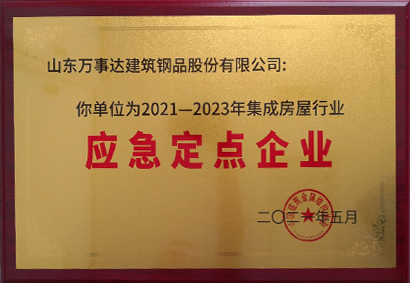 山东万事达建筑钢品股份有限公司:
你单位为2021—2023年集成房屋行业
应急定点企业
二〇二一年五月